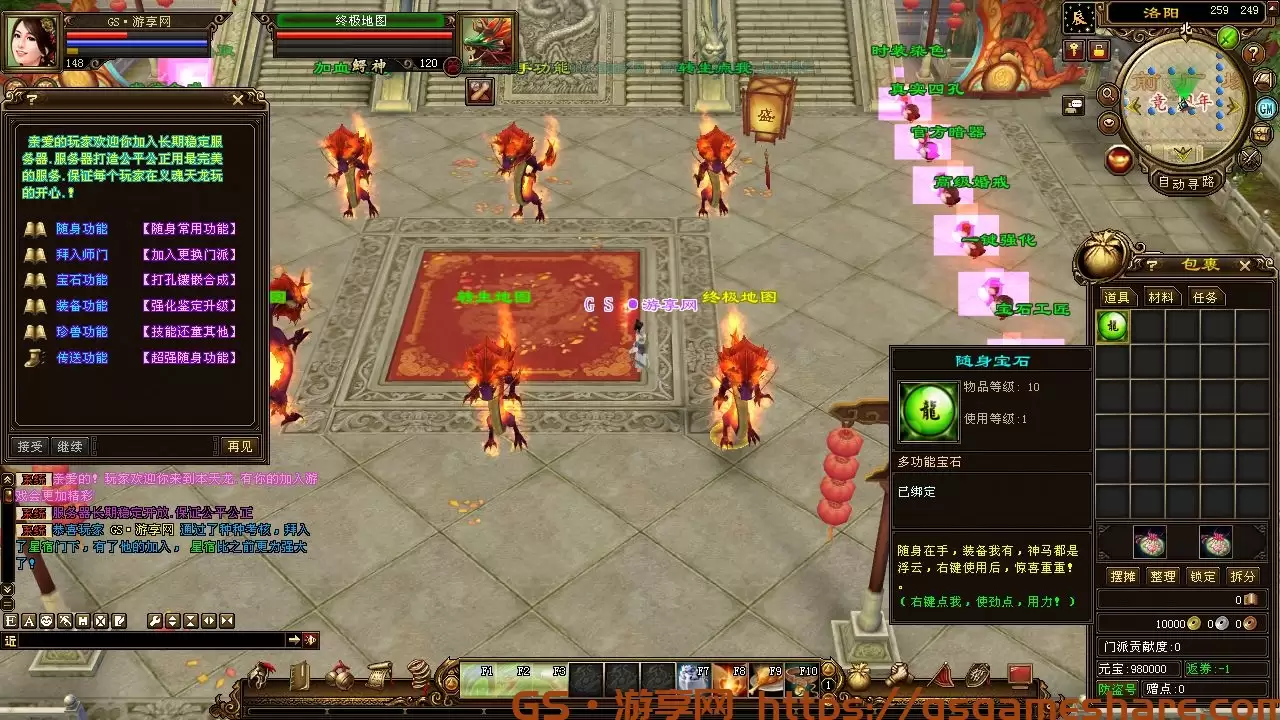 GS·游享网
148
终极地图
120
洛阳
259 249
辰
北
自动寻路
加血鳄神
手功能
转生点我
时装染色
真实四孔
官方暗器
高级婚戒
一键强化
宝石工匠
转生地图
GS
游享网
终极地图
盛
?
亲爱的玩家欢迎你加入长期稳定服
务器.服务器打造公平公正用最完美
的服务.保证每个玩家在义魂天龙玩
的开心.!
随身功能 【随身常用功能】
拜入师门 【加入更换门派】
宝石功能 【打孔镶嵌合成】
装备功能 【强化鉴定升级】
珍兽功能 【技能还童其他】
传送功能 【超强随身功能】
接受 继续 再见
系统 亲爱的! 玩家欢迎你来到本天龙.有你的加入游
戏会更加精彩
系统 服务器长期稳定开放.保证公平公正
系统 恭喜玩家 GS·游享网 通过了种种考核,拜入
了星宿门下,有了他的加入, 星宿比之前更为强大
了!
近
? 包裹
道具 材料 任务
龍
随身宝石
龍
物品等级: 10
使用等级:1
多功能宝石
已绑定
随身在手,装备我有,神马都是
浮云,右键使用后,惊喜重重!
。
(右键点我,使劲点,用力!)
摆摊 整理 锁定 拆分
0
10000 0 0
门派贡献度:0
元宝:980000 返券:-1
防盗号 赠点:0
F1 F2 F3 F7 F8 F9 F10
1
GS·游享网 https://gsgameshare.com